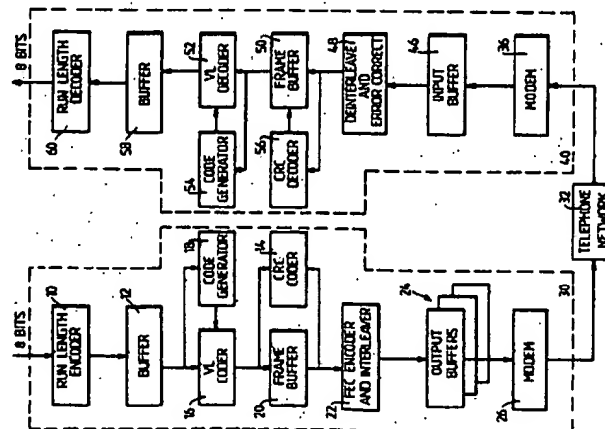 8 BITS
10
RUN LENGTH
ENCODER
12
BUFFER
18
CODE
GENERATOR
16
VL
CODER
14
CRC
CODER
20
FRAME
BUFFER
22
FEC ENCODER
AND INTERLEAVER
24
OUTPUT
BUFFERS
26
MODEM
30
32
TELEPHONE
NETWORK
8 BITS
RUN LENGTH
DECODER
60
BUFFER
58
VL
DECODER
52
CODE
GENERATOR
54
FRAME
BUFFER
50
CRC
DECODER
56
DEINTERLEAVE
AND
ERROR CORRECT
48
INPUT
BUFFER
46
MODEM
36
40